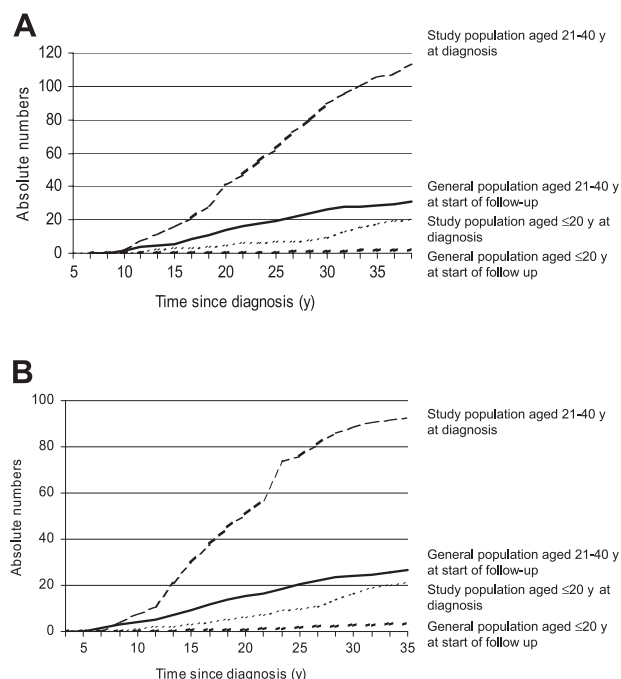 A
Study population aged 21-40 y
at diagnosis
120
100
80
60
40
20
0
Absolute numbers
General population aged 21-40 y
at start of follow-up
Study population aged ≤20 y at
diagnosis
General population aged ≤20 y
at start of follow up
5 10 15 20 25 30 35
Time since diagnosis (y)
B
100
80
60
40
20
0
Absolute numbers
Study population aged 21-40 y
at diagnosis
General population aged 21-40 y
at start of follow-up
Study population aged ≤20 y at
diagnosis
General population aged ≤20 y
at start of follow up
5 10 15 20 25 30 35
Time since diagnosis (y)